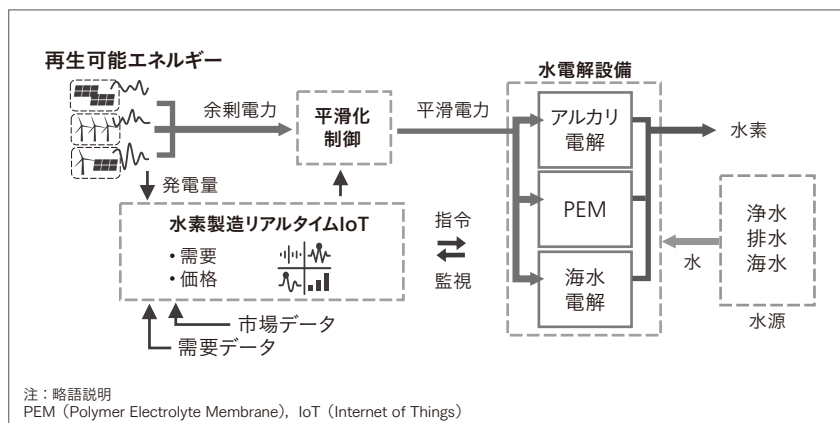 再生可能エネルギー
余剰電力
平滑化
制御
平滑電力
水電解設備
アルカリ
電解
PEM
海水
電解
水素
浄水
排水
海水
水
水源
発電量
水素製造リアルタイムIoT
・需要
・価格
指令
監視
市場データ
需要データ
注：略語説明
PEM（Polymer Electrolyte Membrane），IoT（Internet of Things）